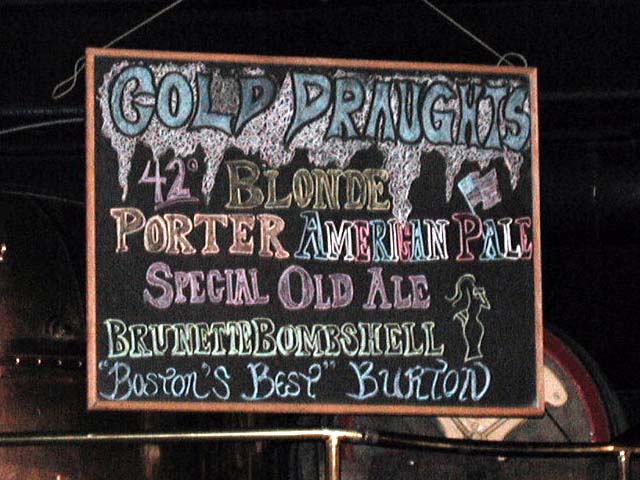 COLD DRAUGHTS
42° BLONDE
PORTER AMERICAN PALE
SPECIAL OLD ALE
BRUNETTE BOMBSHELL
"BOSTON'S BEST" BURTON